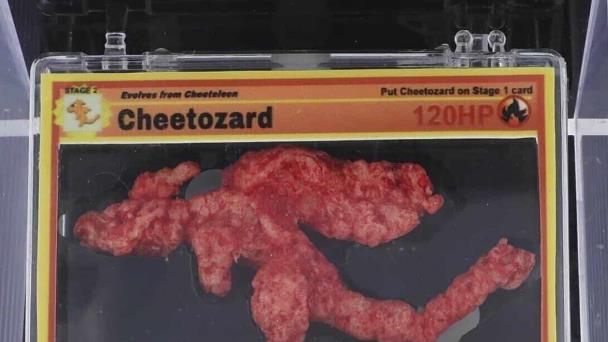 STAGE 2
Evolves from Cheetoleon
Put Cheetozard on Stage 1 card
Cheetozard
120HP